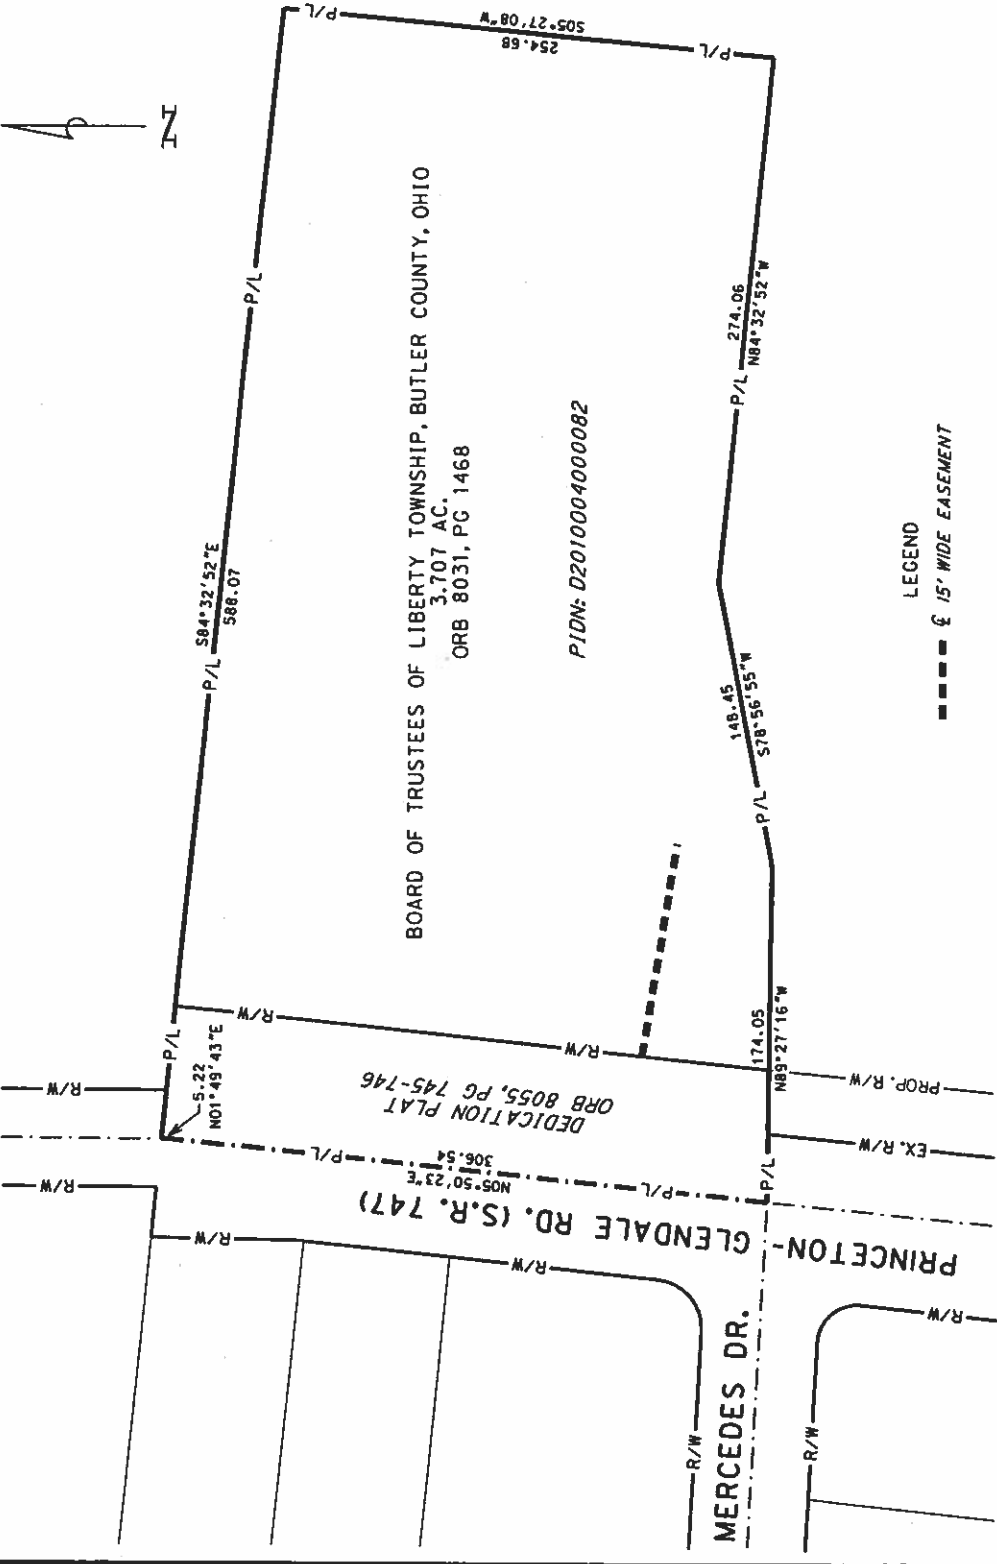 N
R/W
R/W
R/W
5.22
N01°49'43"E
P/L
P/L
S84°32'52"E
588.07
P/L
P/L
S05°27'08"W
254.68
P/L
BOARD OF TRUSTEES OF LIBERTY TOWNSHIP, BUTLER COUNTY, OHIO
3.707 AC.
ORB 8031, PG 1468
PIDN: D2010004000082
R/W
R/W
DEDICATION PLAT
ORB 8055, PG 745-746
P/L
N05°50'23"E
306.54
P/L
PRINCETON- GLENDALE RD. (S.R. 747)
R/W
R/W
MERCEDES DR.
R/W
R/W
P/L
174.05
N89°27'16"W
P/L
148.45
S78°56'55"W
P/L
274.06
N84°32'52"W
EX. R/W
PROP. R/W
LEGEND
℄ 15' WIDE EASEMENT